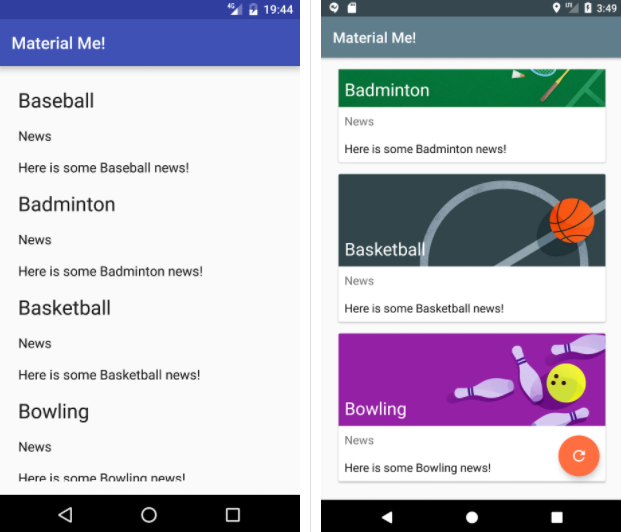 4G 19:44
Material Me!
Baseball
News
Here is some Baseball news!
Badminton
News
Here is some Badminton news!
Basketball
News
Here is some Basketball news!
Bowling
News
Here is some Bowling news!
LTE 3:49
Material Me!
Badminton
News
Here is some Badminton news!
Basketball
News
Here is some Basketball news!
Bowling
News
Here is some Bowling news!